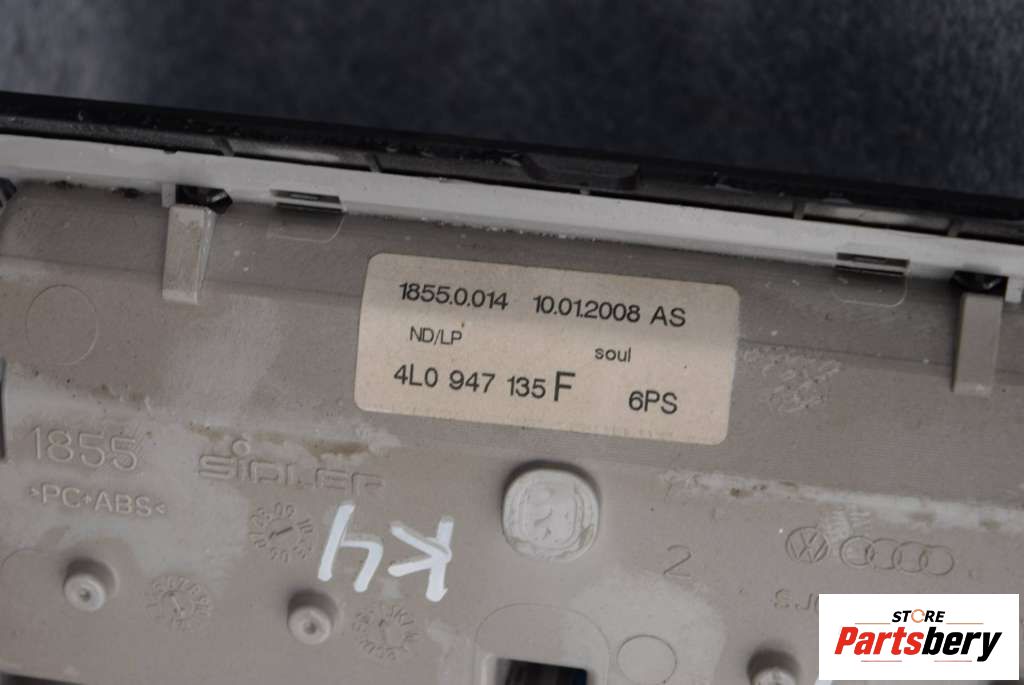 1855.0.014 10.01.2008 AS
ND/LP soul
4L0 947 135 F 6PS
1855
SIDLER
>PC+ABS<
K4
2
STORE
Partsbery